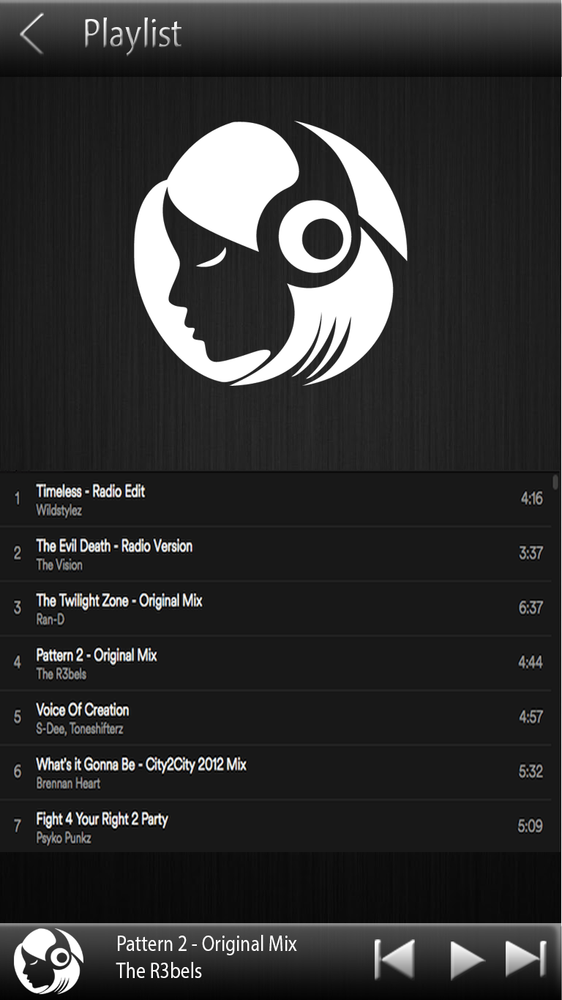 Playlist
1
Timeless - Radio Edit
Wildstylez
4:16
2
The Evil Death - Radio Version
The Vision
3:37
3
The Twilight Zone - Original Mix
Ran-D
6:37
4
Pattern 2 - Original Mix
The R3bels
4:44
5
Voice Of Creation
S-Dee, Toneshifterz
4:57
6
What's it Gonna Be - City2City 2012 Mix
Brennan Heart
5:32
7
Fight 4 Your Right 2 Party
Psyko Punkz
5:09
Pattern 2 - Original Mix
The R3bels